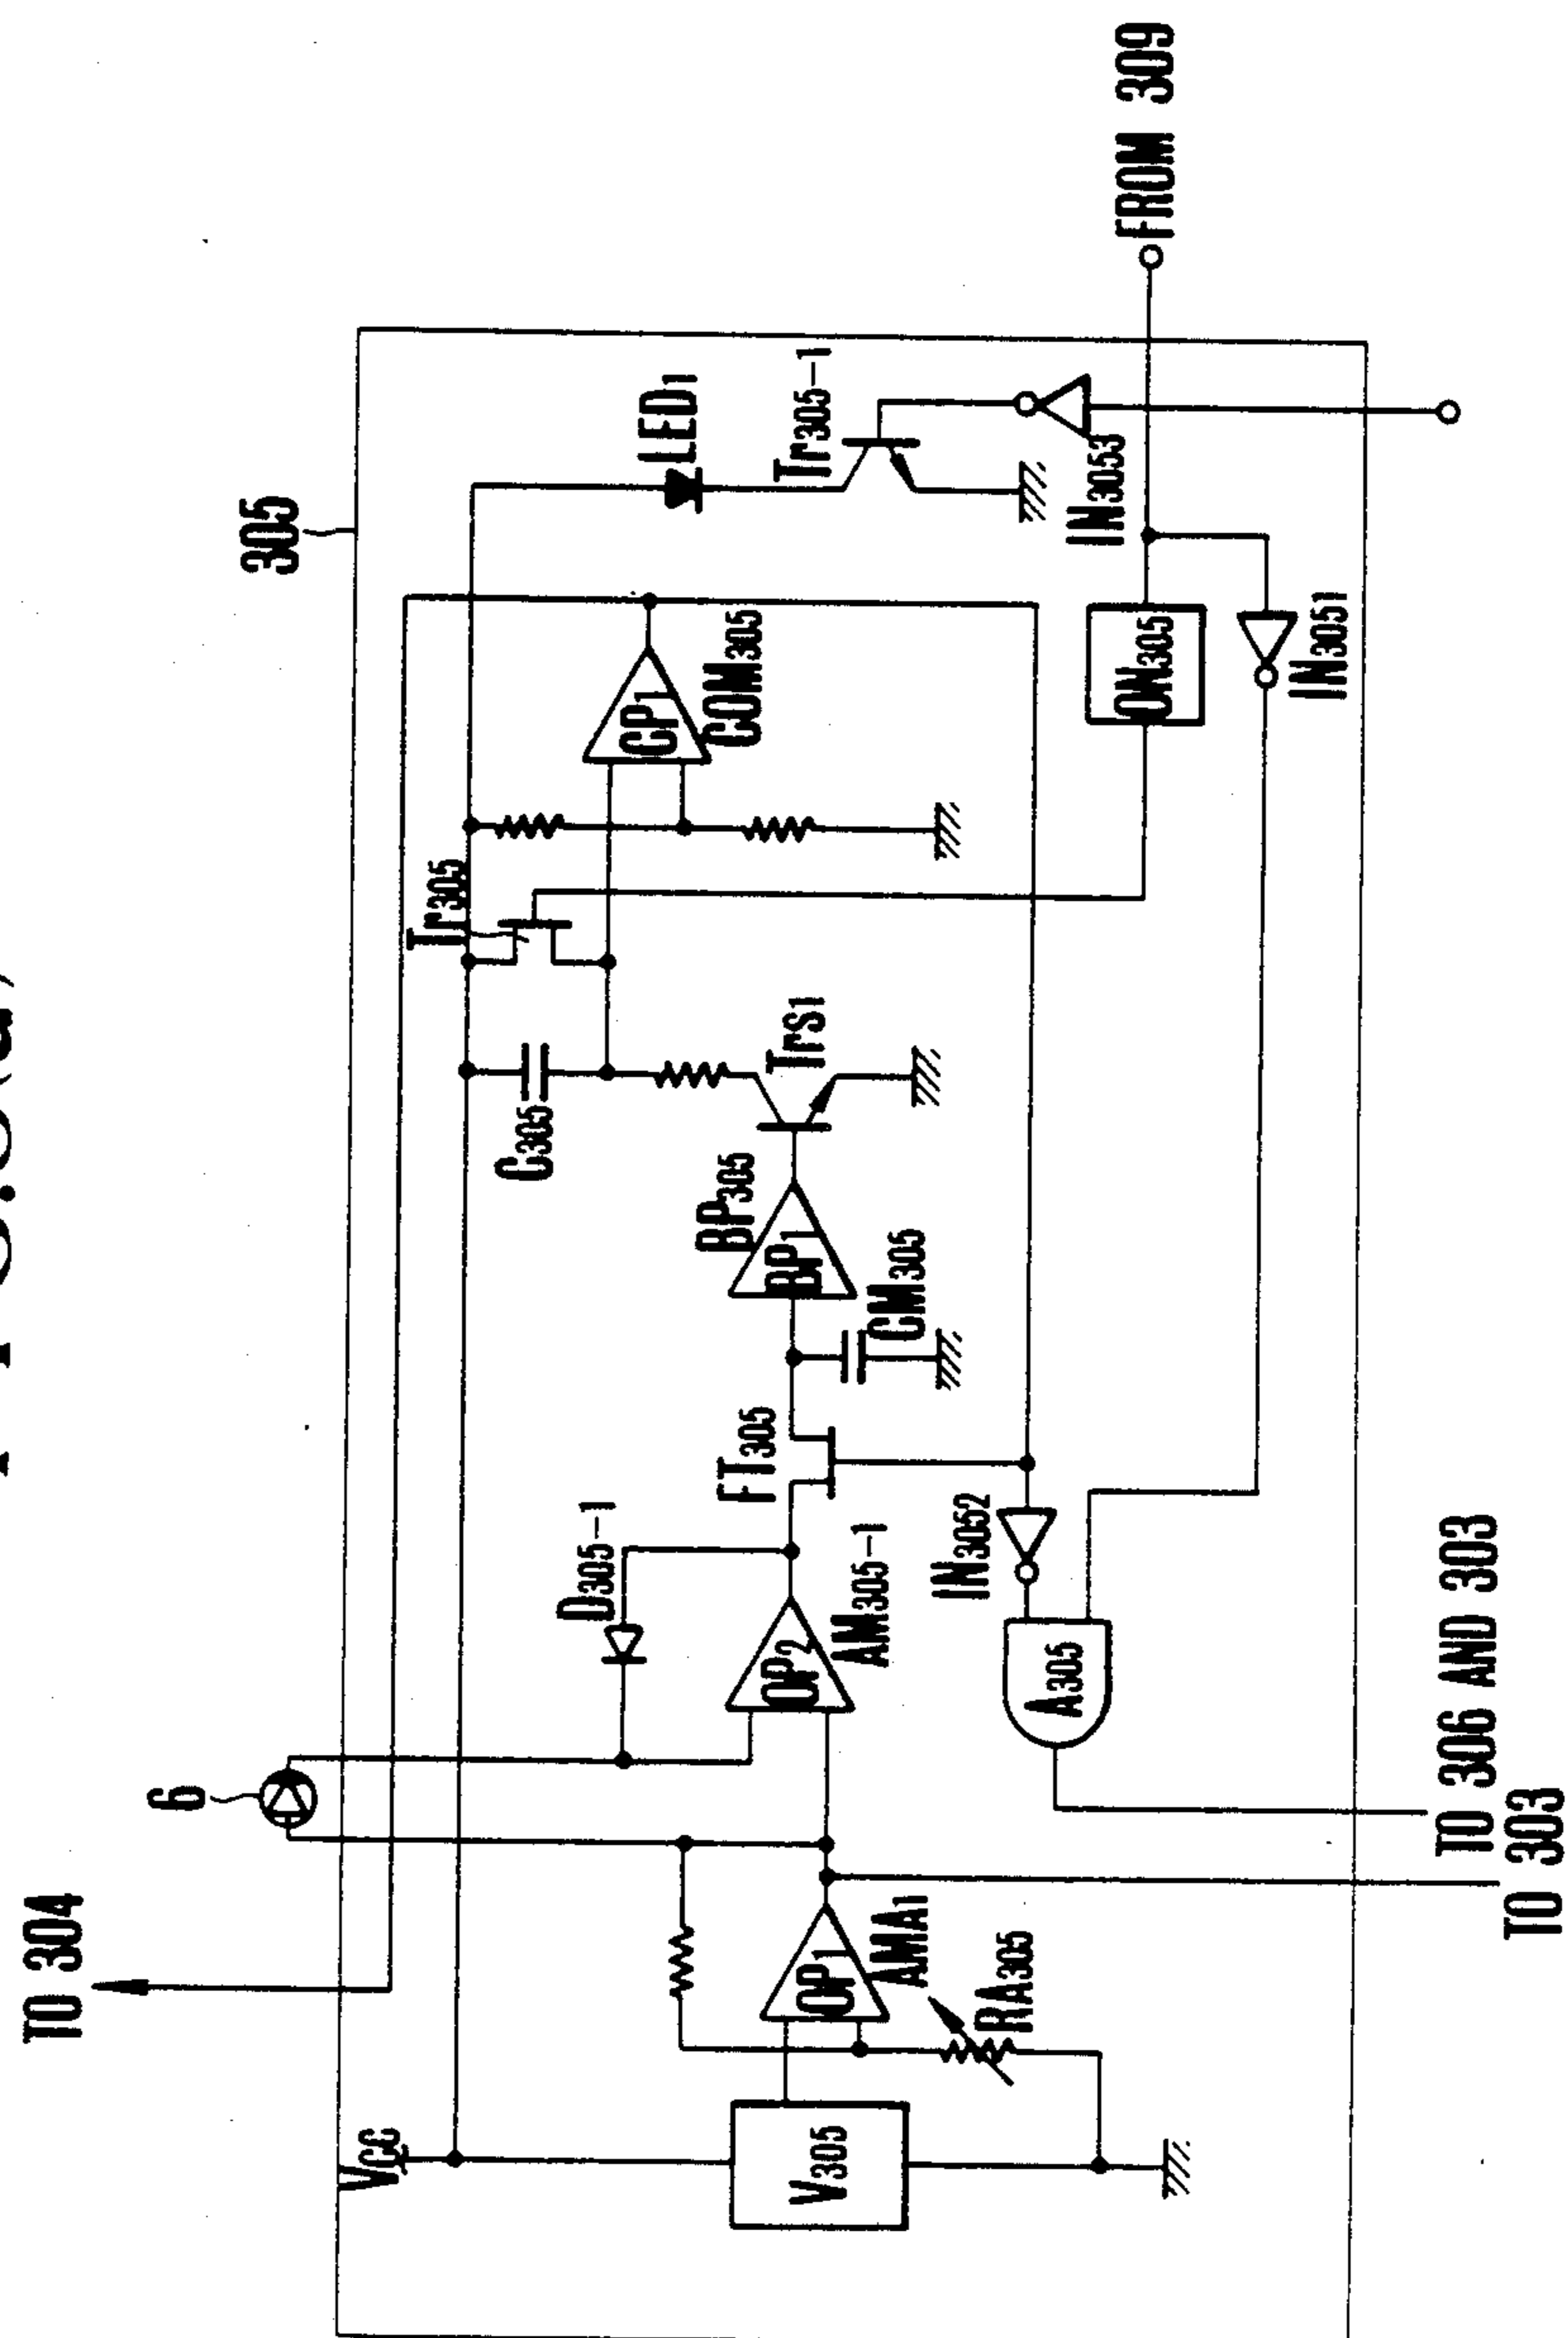 TO 304
6
305
VCC
V305
OP1
AMA1
RA305
OP2
AM305-1
D305-1
FT305
BP305
BP1
CM305
C305
TrS1
Tr305
CP1
COM305
LED1
Tr305-1
IN3053
FROM 309
ON305
IN3051
IN3052
A305
TO 306 AND 303
TO 303